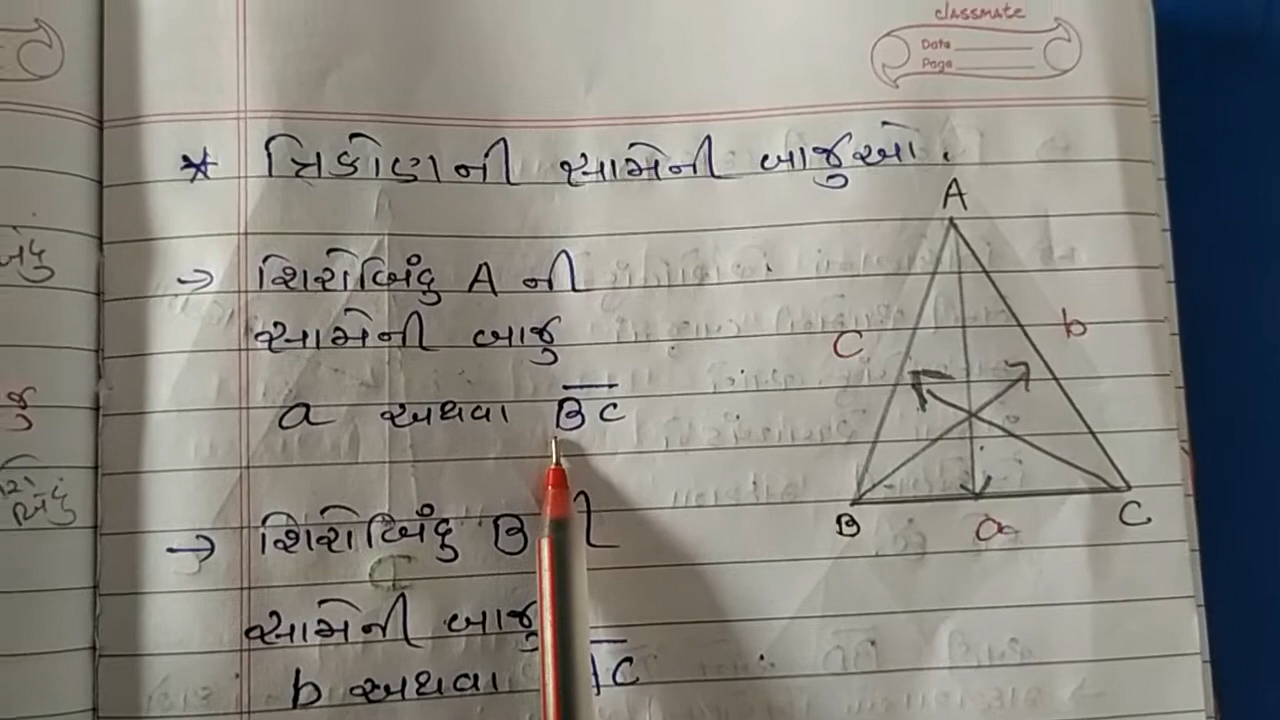 classmate
Date
Page
* ત્રિકોણની સામેની બાજુઓ.
A
→ શિરોબિંદુ A ની
સામેની બાજુ
c
b
a અથવા BC
B
a
C
→ શિરોબિંદુ B
સામેની બાજુ
b અથવા